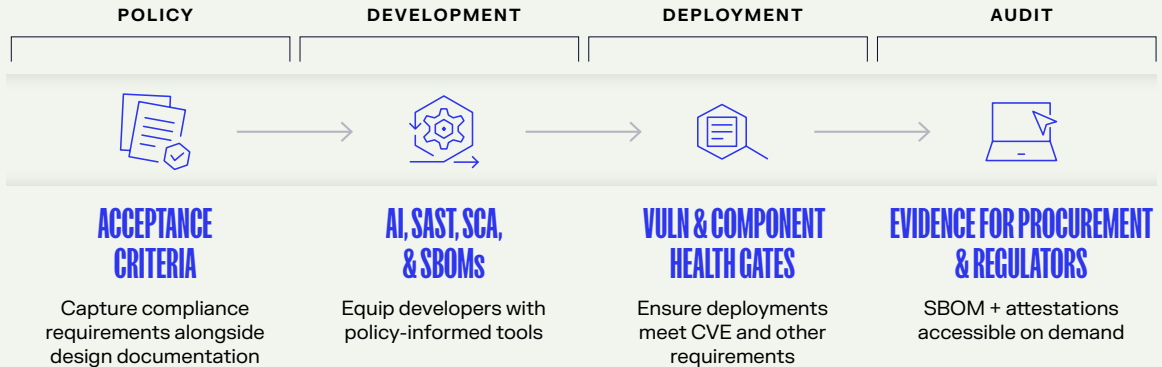 POLICY
DEVELOPMENT
DEPLOYMENT
AUDIT
ACCEPTANCE
CRITERIA
Capture compliance
requirements alongside
design documentation
AI, SAST, SCA,
& SBOMs
Equip developers with
policy-informed tools
VULN & COMPONENT
HEALTH GATES
Ensure deployments
meet CVE and other
requirements
EVIDENCE FOR PROCUREMENT
& REGULATORS
SBOM + attestations
accessible on demand